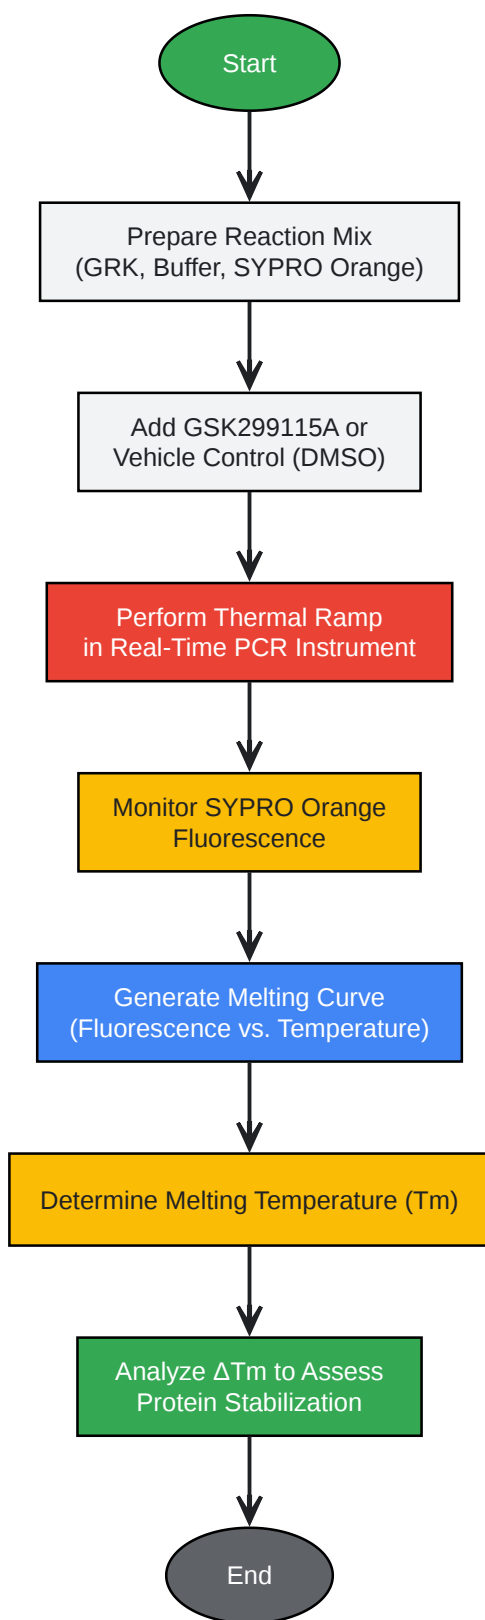 Start
Prepare Reaction Mix
(GRK, Buffer, SYPRO Orange)
Add GSK299115A or
Vehicle Control (DMSO)
Perform Thermal Ramp
in Real-Time PCR Instrument
Monitor SYPRO Orange
Fluorescence
Generate Melting Curve
(Fluorescence vs. Temperature)
Determine Melting Temperature (Tm)
Analyze ΔTm to Assess
Protein Stabilization
End